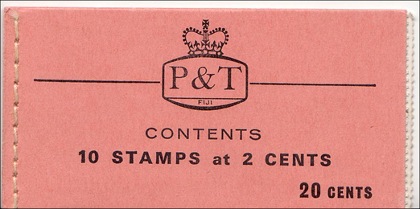 P&T
FIJI
CONTENTS
10 STAMPS at 2 CENTS
20 CENTS